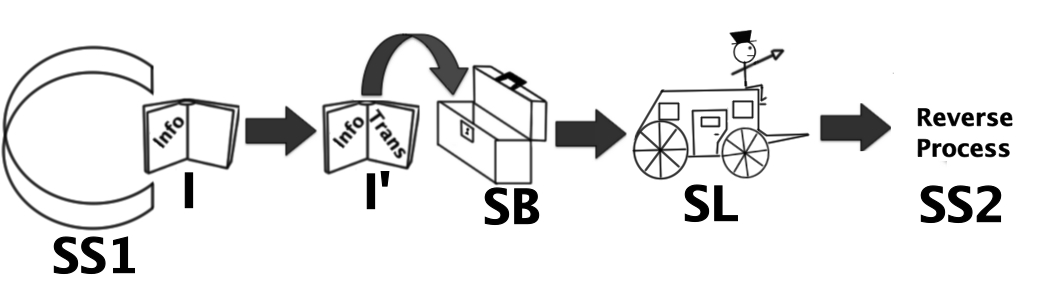 Info
I
SS1
Info
Trans
I'
SB
SL
Reverse
Process
SS2